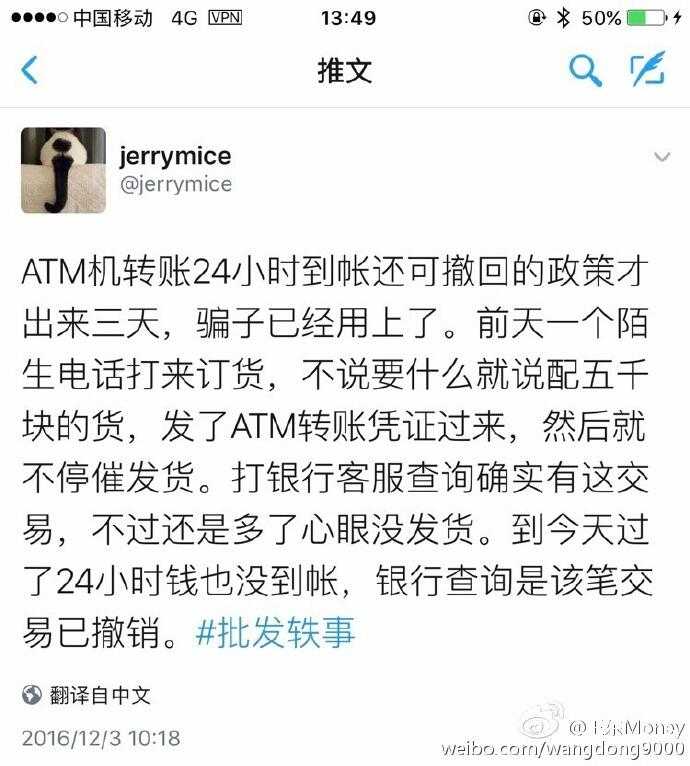 中国移动 4G VPN 13:49 50%
推文
jerrymice
@jerrymice
ATM机转账24小时到帐还可撤回的政策才
出来三天，骗子已经用上了。前天一个陌
生电话打来订货，不说要什么就说配五千
块的货，发了ATM转账凭证过来，然后就
不停催发货。打银行客服查询确实有这交
易，不过还是多了心眼没发货。到今天过
了24小时钱也没到帐，银行查询是该笔交
易已撤销。#批发轶事
翻译自中文
2016/12/3 10:18
Money
weibo.com/wangdong9000